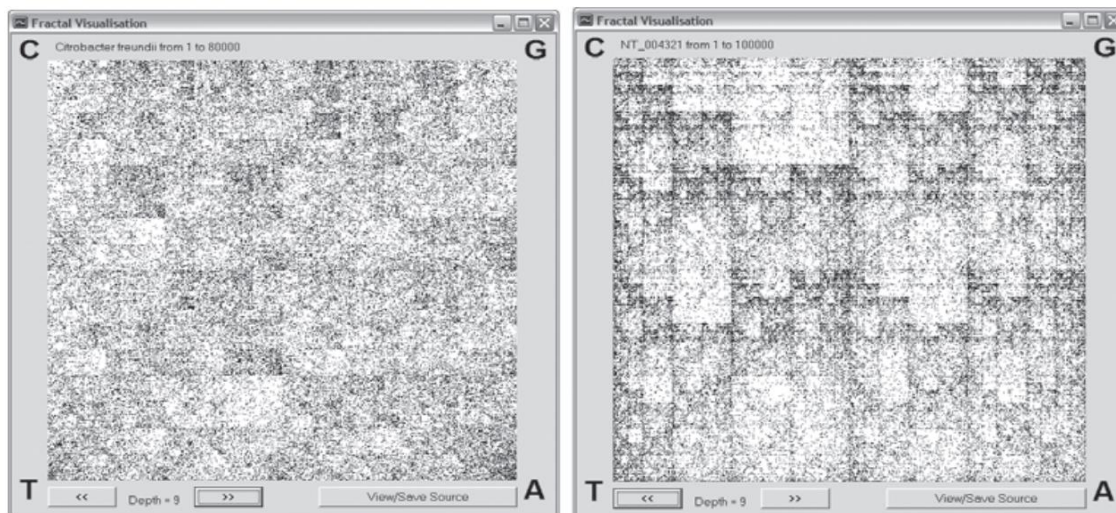 Fractal Visualisation
C
Citrobacter freundii from 1 to 80000
G
T
<<
Depth = 9
>>
View/Save Source
A
Fractal Visualisation
C
NT_004321 from 1 to 100000
G
T
<<
Depth = 9
>>
View/Save Source
A